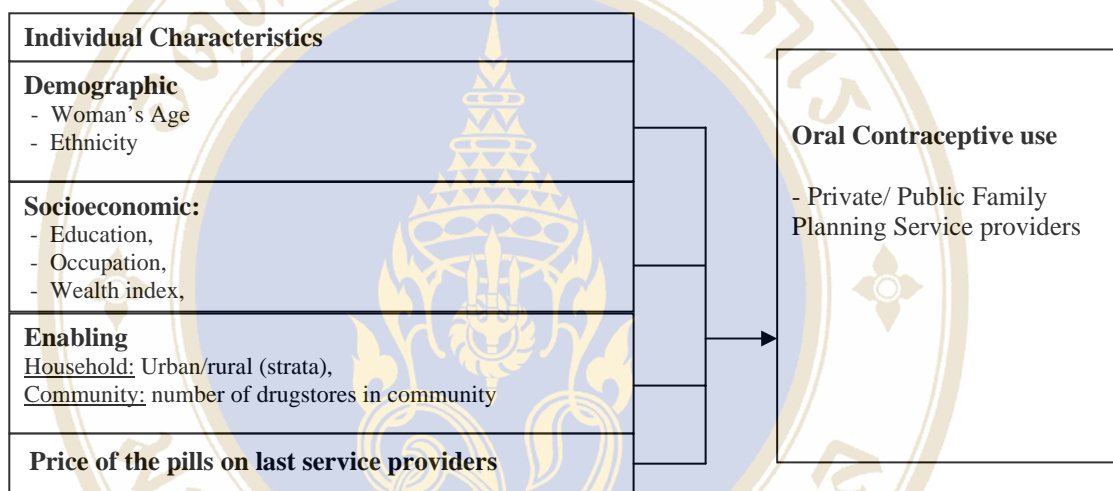 Individual Characteristics
Demographic
- Woman's Age
- Ethnicity
Socioeconomic:
- Education,
- Occupation,
- Wealth index,
Enabling
Household: Urban/rural (strata),
Community: number of drugstores in community
Price of the pills on last service providers
Oral Contraceptive use
- Private/ Public Family
Planning Service providers